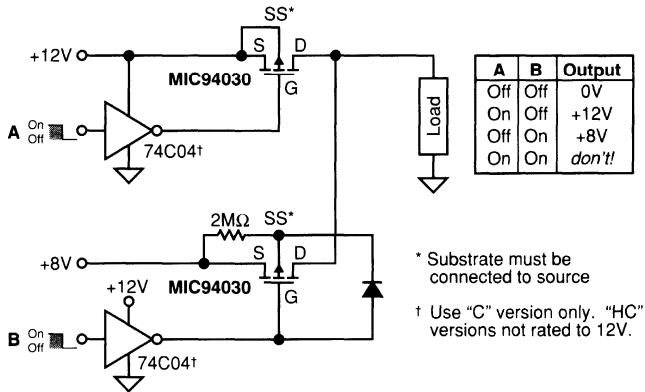 SS*
+12V
S
D
MIC94030
G
A
On
Off
74C04†
Load
A B Output
Off Off 0V
On Off +12V
Off On +8V
On On don't!
2MΩ
SS*
+8V
S
D
MIC94030
G
+12V
B
On
Off
74C04†
* Substrate must be
connected to source
† Use "C" version only. "HC"
versions not rated to 12V.